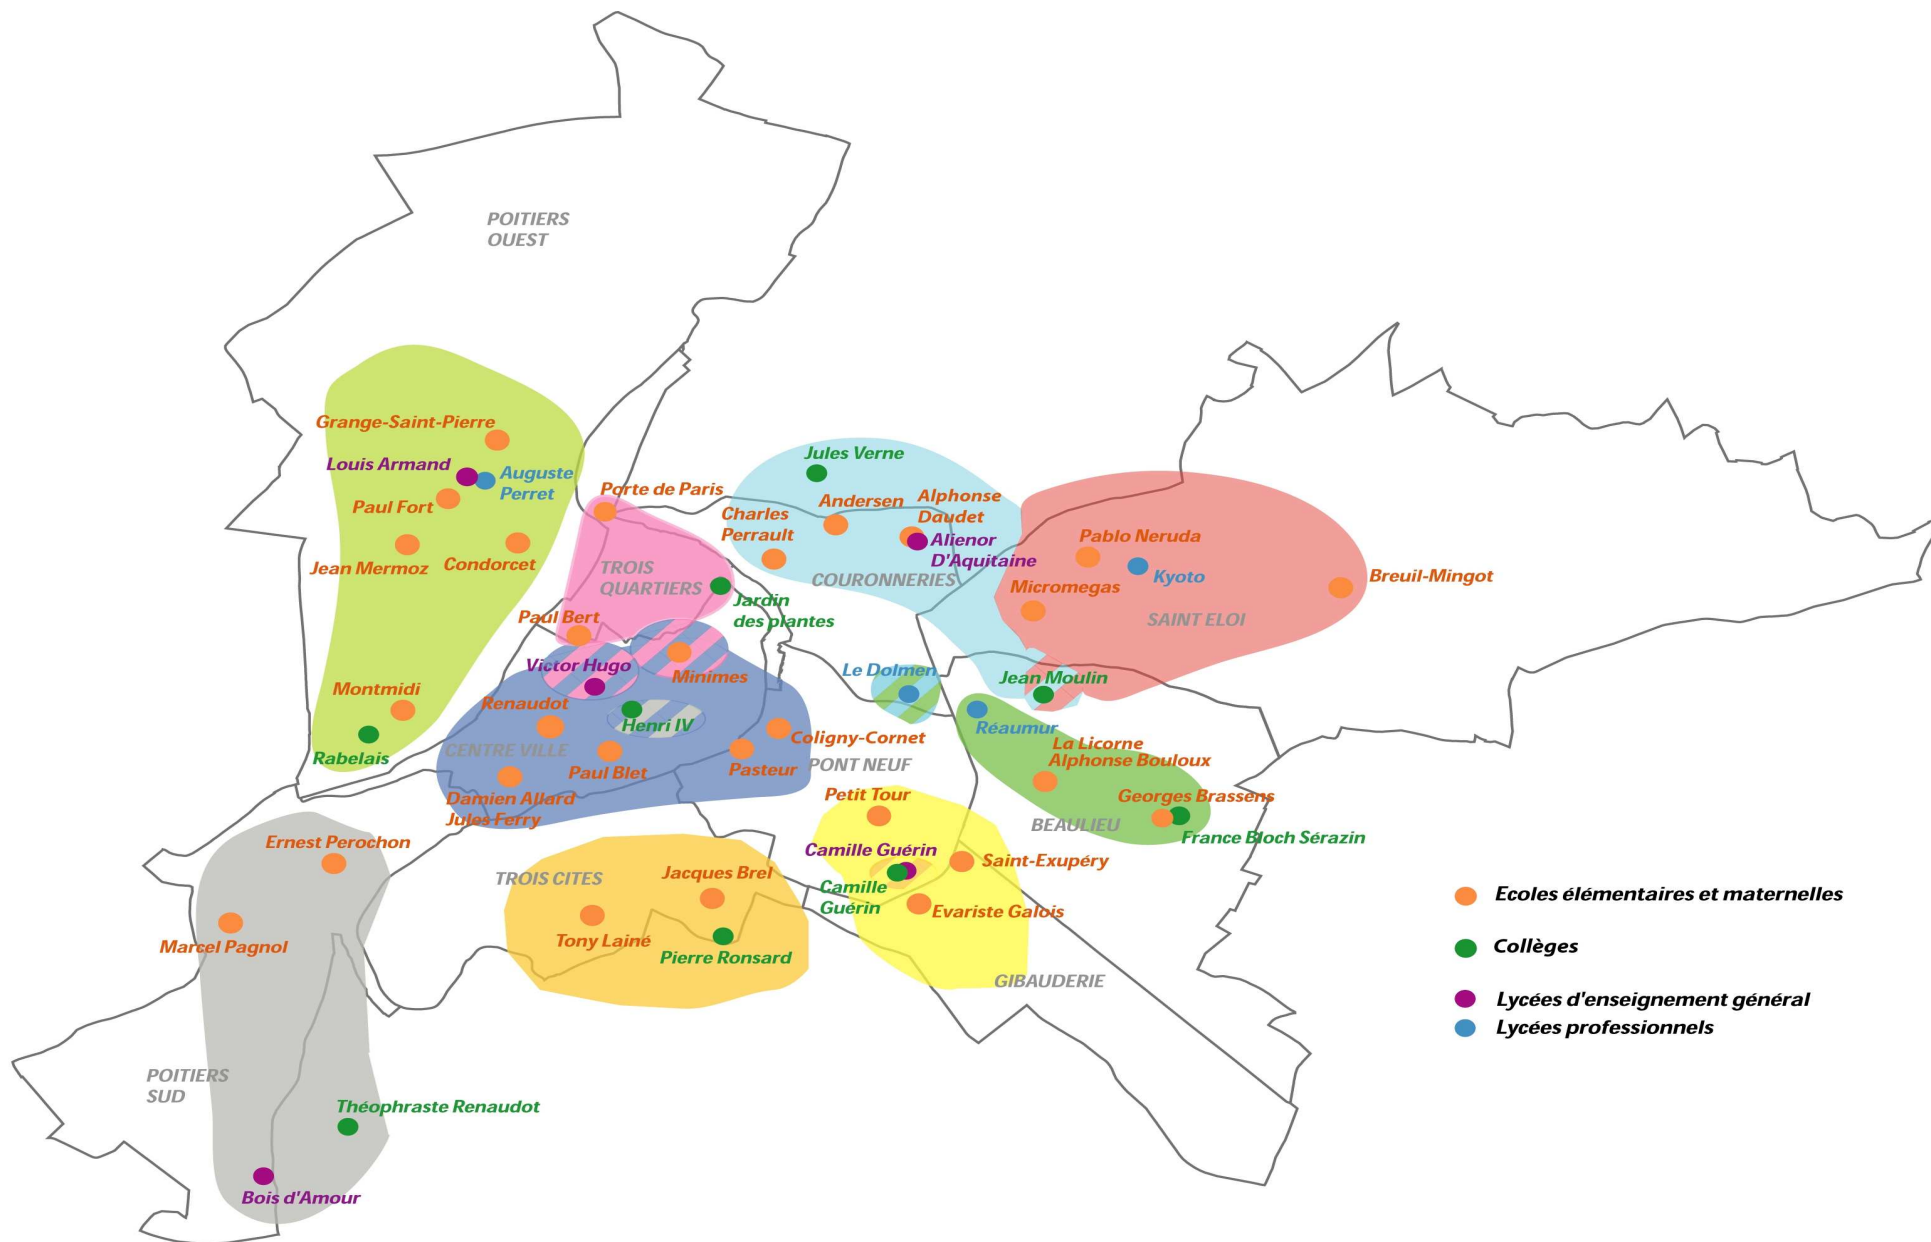 POITIERS
OUEST
Grange-Saint-Pierre
Louis Armand
Auguste
Perret
Paul Fort
Jean Mermoz
Condorcet
Montmidi
Rabelais
Porte de Paris
TROIS
QUARTIERS
Jardin
des plantes
Paul Bert
Victor Hugo
Minimes
Renaudot
Henri IV
CENTRE VILLE
Paul Blet
Coligny-Cornet
Pasteur
PONT NEUF
Damien Allard
Jules Ferry
Jules Verne
Andersen
Alphonse
Daudet
Charles
Perrault
Alienor
D'Aquitaine
COURONNERIES
Pablo Neruda
Kyoto
Micromegas
Breuil-Mingot
SAINT ELOI
Le Dolmen
Jean Moulin
Réaumur
La Licorne
Alphonse Bouloux
Georges Brassens
BEAULIEU
France Bloch Sérazin
Petit Tour
Camille Guérin
Saint-Exupéry
Camille
Guérin
Evariste Galois
GIBAUDERIE
TROIS CITES
Jacques Brel
Tony Lainé
Pierre Ronsard
Ernest Perochon
Marcel Pagnol
POITIERS
SUD
Théophraste Renaudot
Bois d'Amour
Ecoles élémentaires et maternelles
Collèges
Lycées d'enseignement général
Lycées professionnels